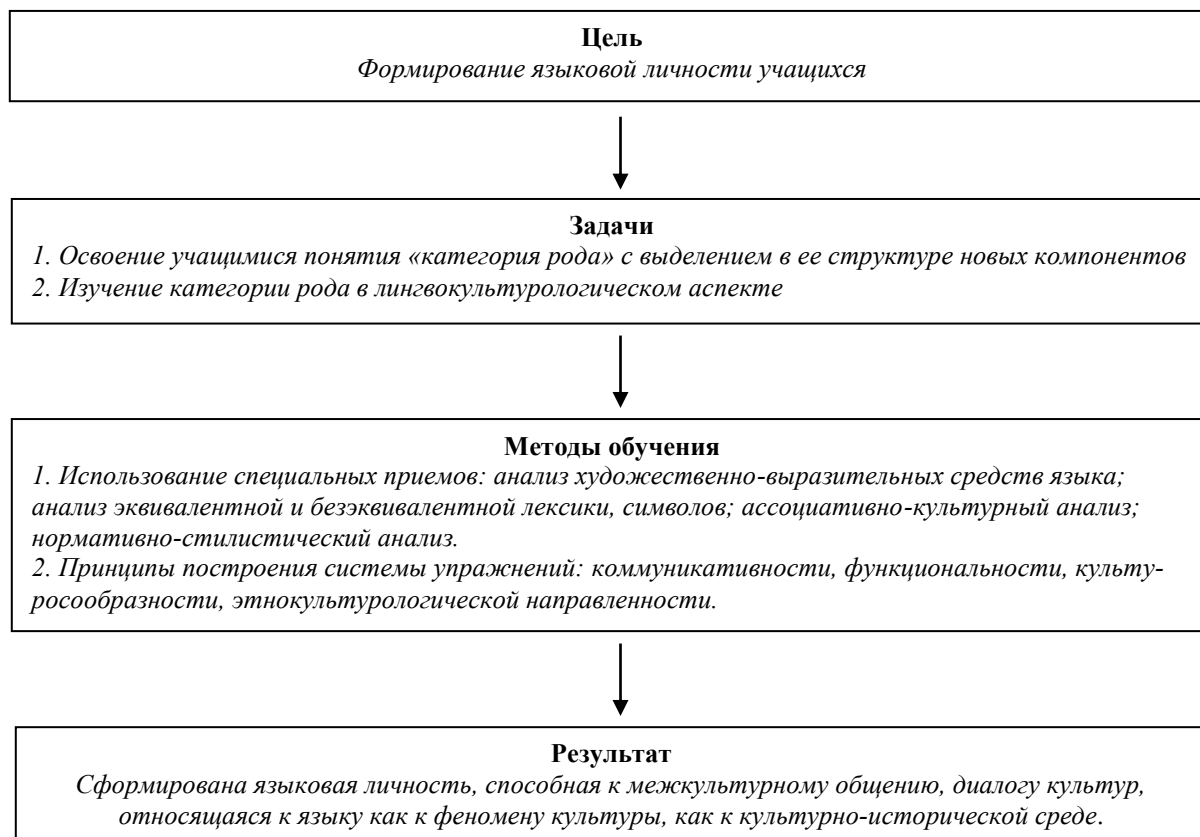 Цель
Формирование языковой личности учащихся
Задачи
1. Освоение учащимися понятия «категория рода» с выделением в ее структуре новых компонентов
2. Изучение категории рода в лингвокультурологическом аспекте
Методы обучения
1. Использование специальных приемов: анализ художественно-выразительных средств языка;
анализ эквивалентной и безэквивалентной лексики, символов; ассоциативно-культурный анализ;
нормативно-стилистический анализ.
2. Принципы построения системы упражнений: коммуникативности, функциональности, культу-
росообразности, этнокультурологической направленности.
Результат
Сформирована языковая личность, способная к межкультурному общению, диалогу культур,
относящаяся к языку как к феномену культуры, как к культурно-исторической среде.